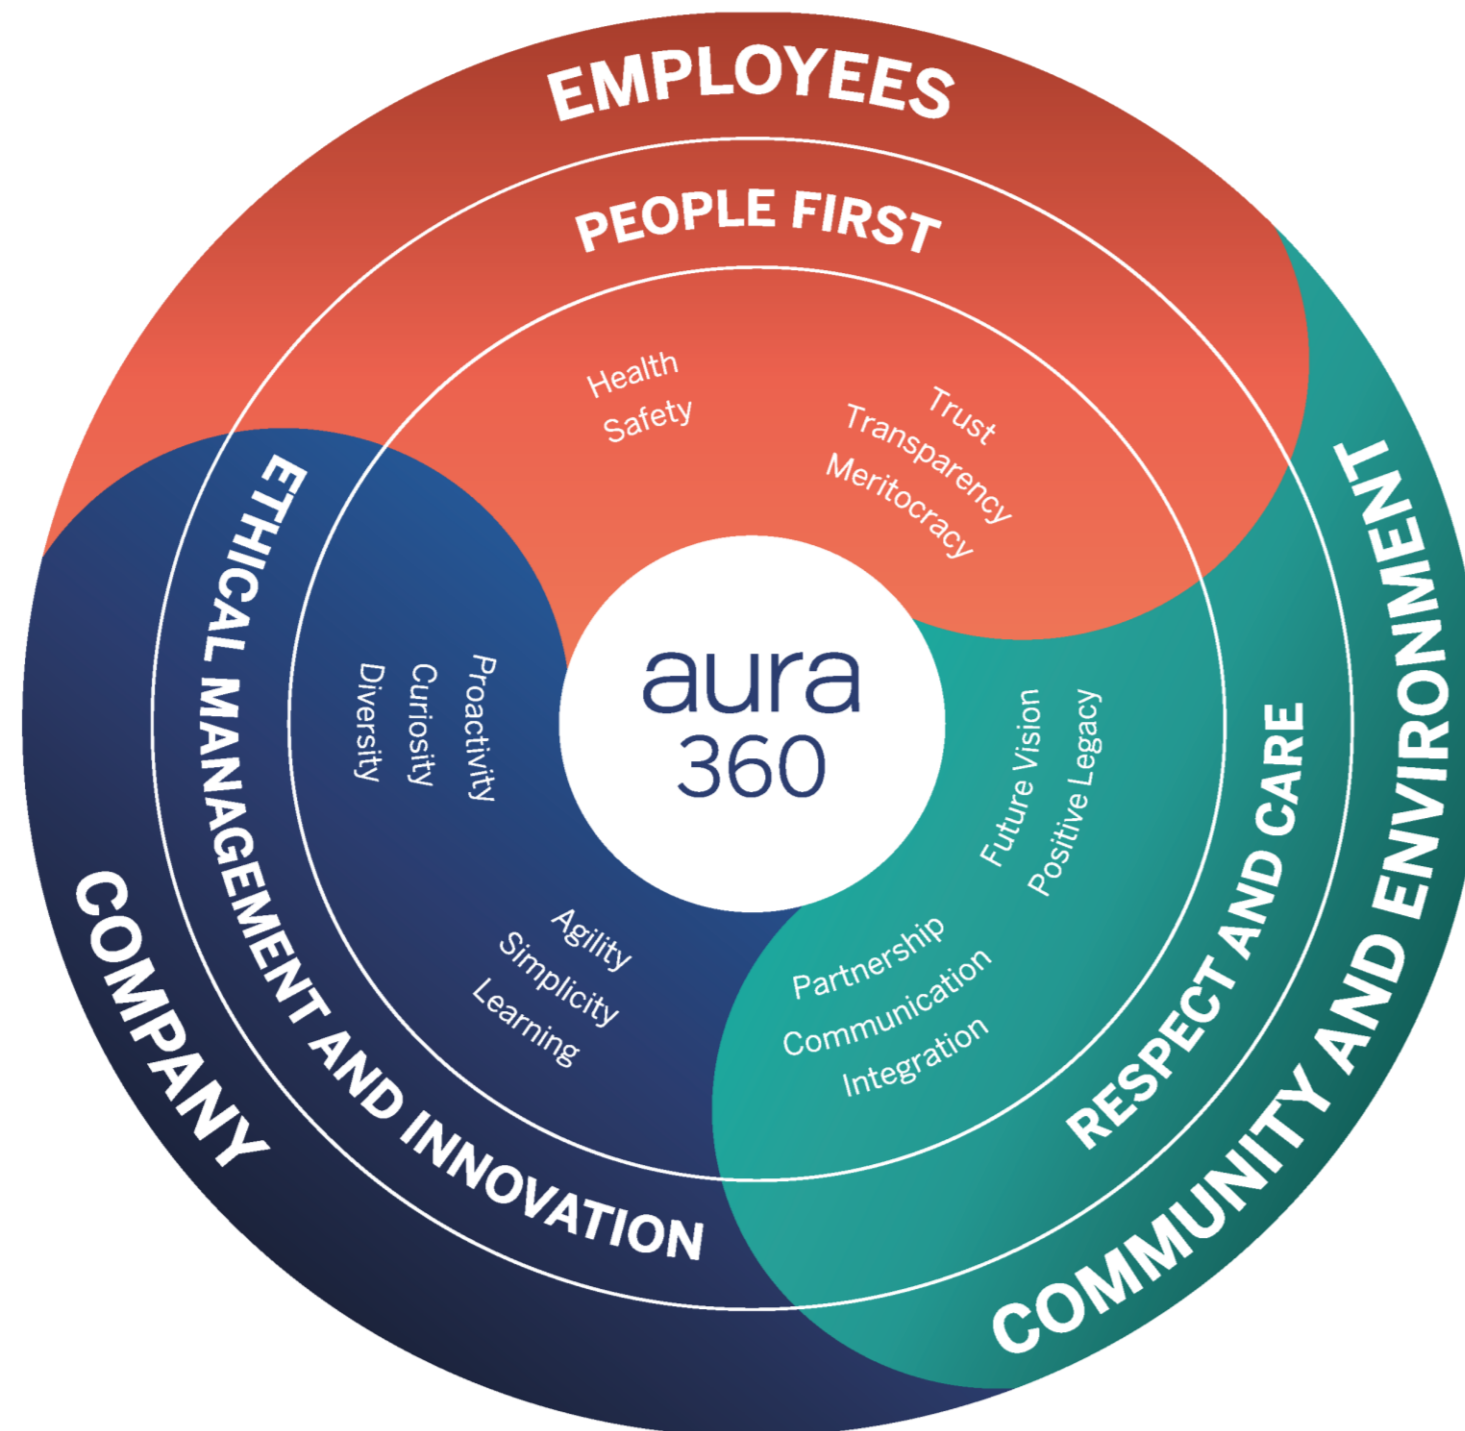 EMPLOYEES
PEOPLE FIRST
Health
Safety
Trust
Transparency
Meritocracy
COMMUNITY AND ENVIRONMENT
RESPECT AND CARE
Future Vision
Positive Legacy
Partnership
Communication
Integration
COMPANY
ETHICAL MANAGEMENT AND INNOVATION
Proactivity
Curiosity
Diversity
Agility
Simplicity
Learning
aura
360